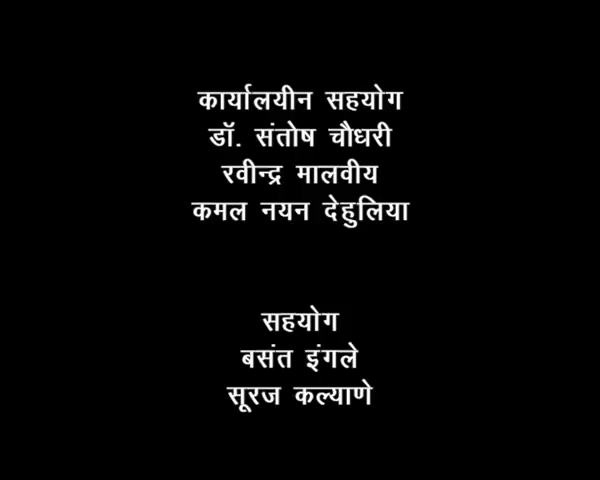 कार्यालयीन सहयोग
डॉ. संतोष चौधरी
रवीन्द्र मालवीय
कमल नयन देहुलिया
सहयोग
बसंत इंगले
सूरज कल्याणे